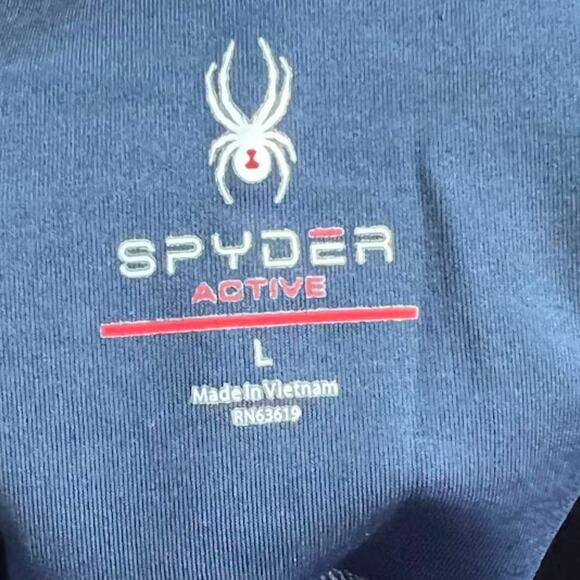 SPYDER
ACTIVE
L
Made In Vietnam
RN63619